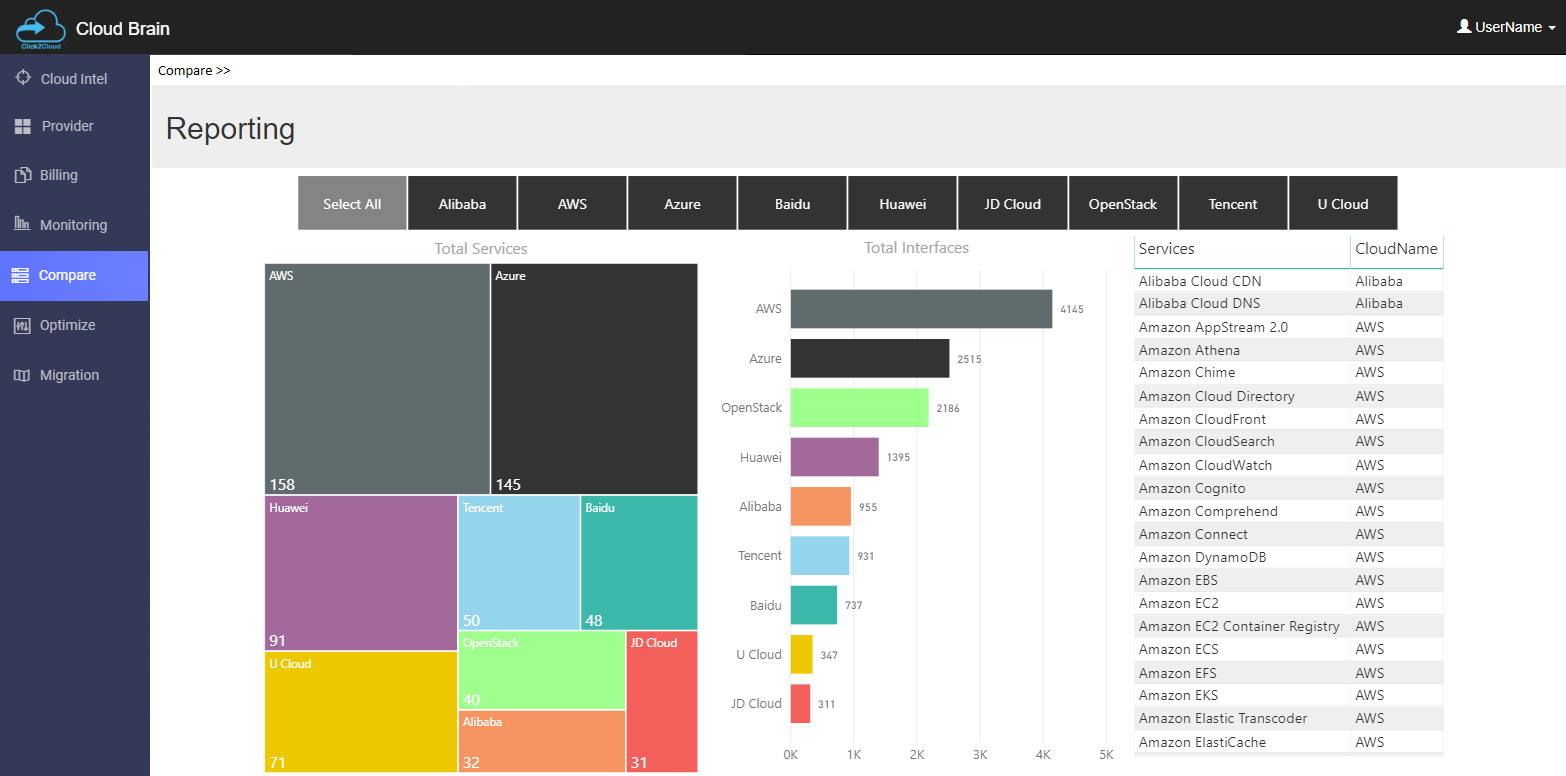 Cloud Brain
Click2Cloud
UserName
Cloud Intel
Provider
Billing
Monitoring
Compare
Optimize
Migration
Compare >>
Reporting
Select All Alibaba AWS Azure Baidu Huawei JD Cloud OpenStack Tencent U Cloud
Total Services
AWS
158
Azure
145
Huawei
91
Tencent
50
Baidu
48
U Cloud
71
OpenStack
40
JD Cloud
31
Alibaba
32
Total Interfaces
AWS 4145
Azure 2515
OpenStack 2186
Huawei 1395
Alibaba 955
Tencent 931
Baidu 737
U Cloud 347
JD Cloud 311
0K 1K 2K 3K 4K 5K
Services CloudName
Alibaba Cloud CDN Alibaba
Alibaba Cloud DNS Alibaba
Amazon AppStream 2.0 AWS
Amazon Athena AWS
Amazon Chime AWS
Amazon Cloud Directory AWS
Amazon CloudFront AWS
Amazon CloudSearch AWS
Amazon CloudWatch AWS
Amazon Cognito AWS
Amazon Comprehend AWS
Amazon Connect AWS
Amazon DynamoDB AWS
Amazon EBS AWS
Amazon EC2 AWS
Amazon EC2 Container Registry AWS
Amazon ECS AWS
Amazon EFS AWS
Amazon EKS AWS
Amazon Elastic Transcoder AWS
Amazon ElastiCache AWS